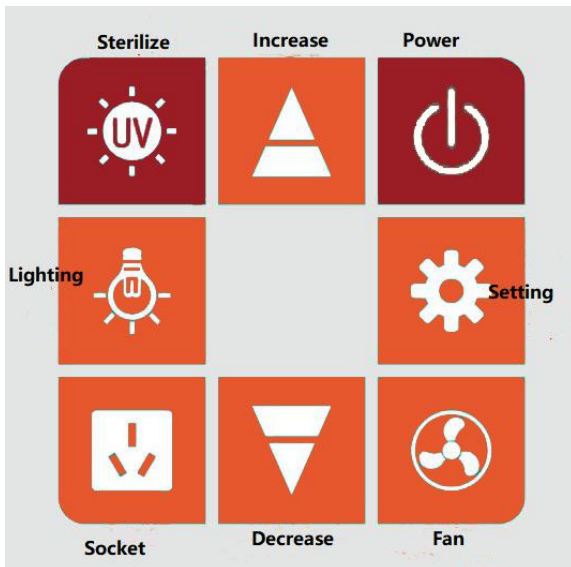 Sterilize Increase Power
UV
Lighting
Setting
Socket Decrease Fan